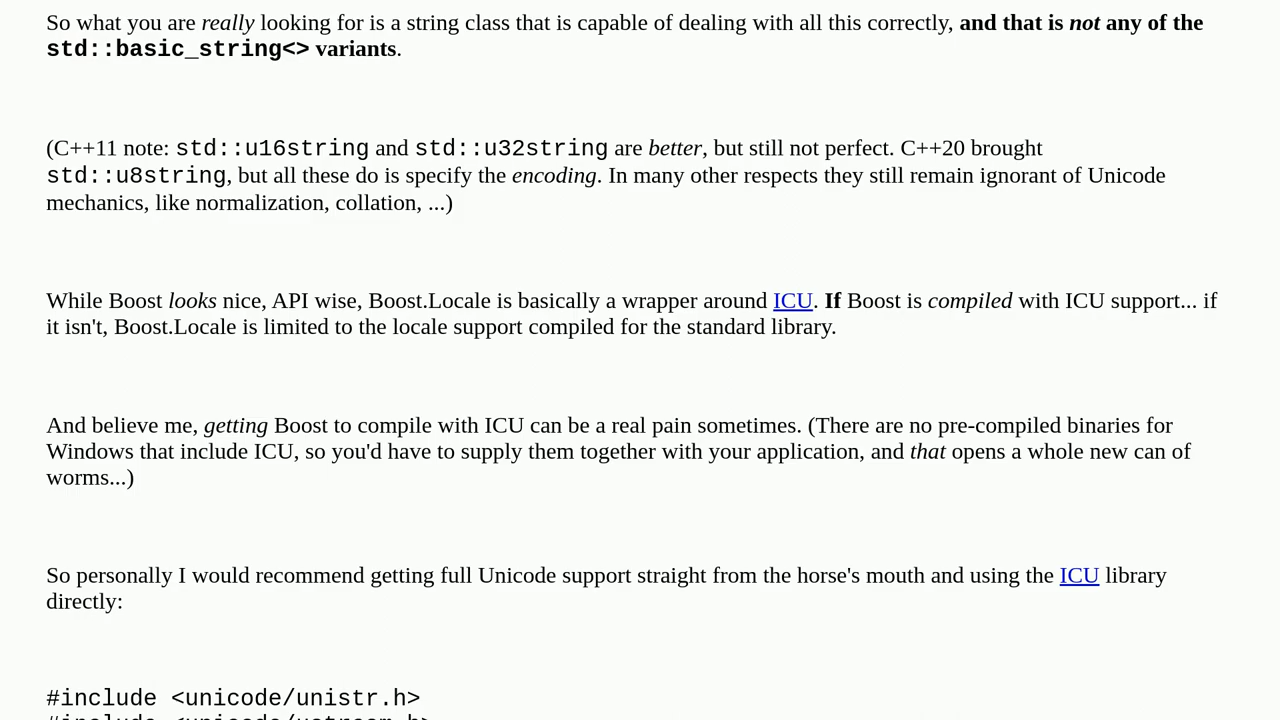 So what you are really looking for is a string class that is capable of dealing with all this correctly, and that is not any of the
std::basic_string<> variants.
(C++11 note: std::u16string and std::u32string are better, but still not perfect. C++20 brought
std::u8string, but all these do is specify the encoding. In many other respects they still remain ignorant of Unicode
mechanics, like normalization, collation, ...)
While Boost looks nice, API wise, Boost.Locale is basically a wrapper around ICU. If Boost is compiled with ICU support... if
it isn't, Boost.Locale is limited to the locale support compiled for the standard library.
And believe me, getting Boost to compile with ICU can be a real pain sometimes. (There are no pre-compiled binaries for
Windows that include ICU, so you'd have to supply them together with your application, and that opens a whole new can of
worms...)
So personally I would recommend getting full Unicode support straight from the horse's mouth and using the ICU library
directly:
#include <unicode/unistr.h>
#include <unicode/ustream.h>